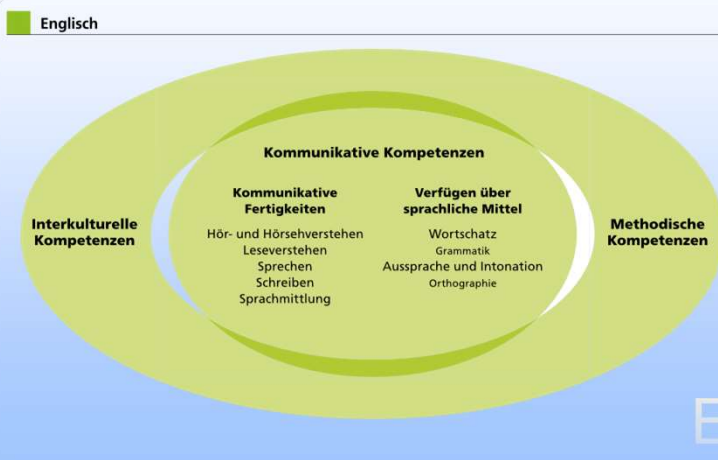 Englisch
Kommunikative Kompetenzen
Kommunikative
Fertigkeiten
Hör- und Hörsehverstehen
Leseverstehen
Sprechen
Schreiben
Sprachmittlung
Verfügen über
sprachliche Mittel
Wortschatz
Grammatik
Aussprache und Intonation
Orthographie
Interkulturelle
Kompetenzen
Methodische
Kompetenzen
E